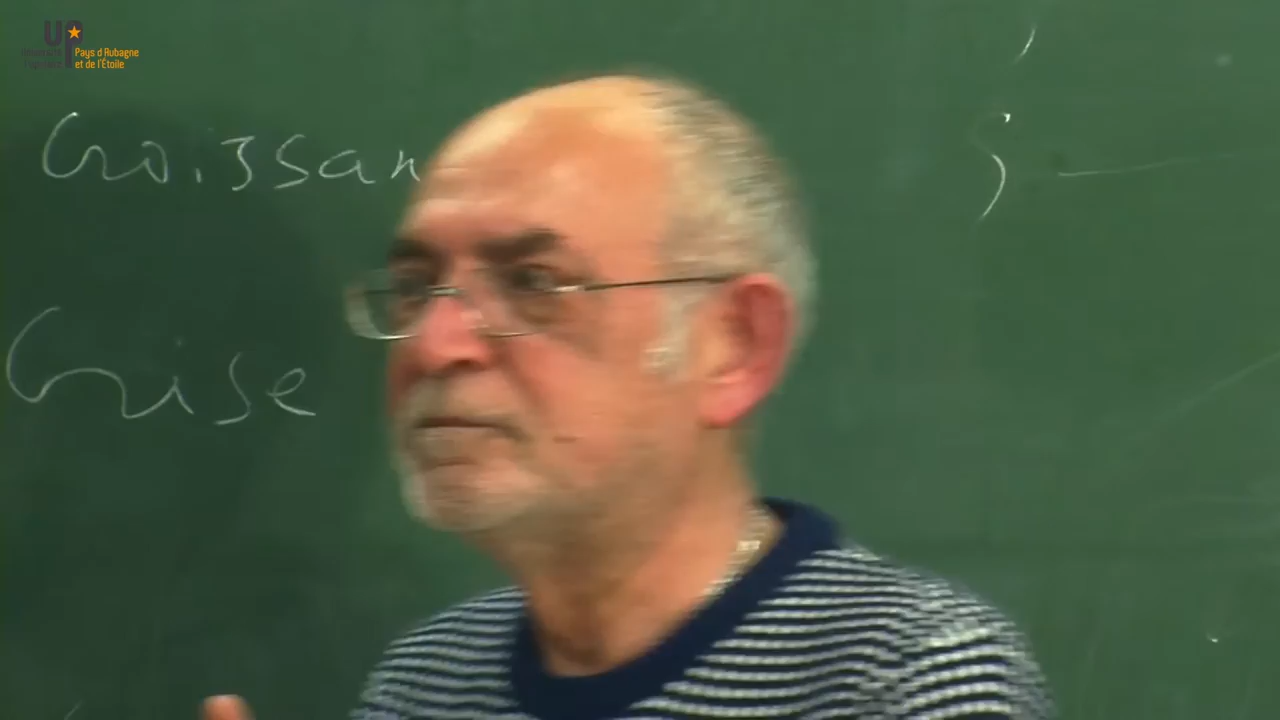 UP
Pays d'Aubagne
et de l'Étoile
Croissan
Crise